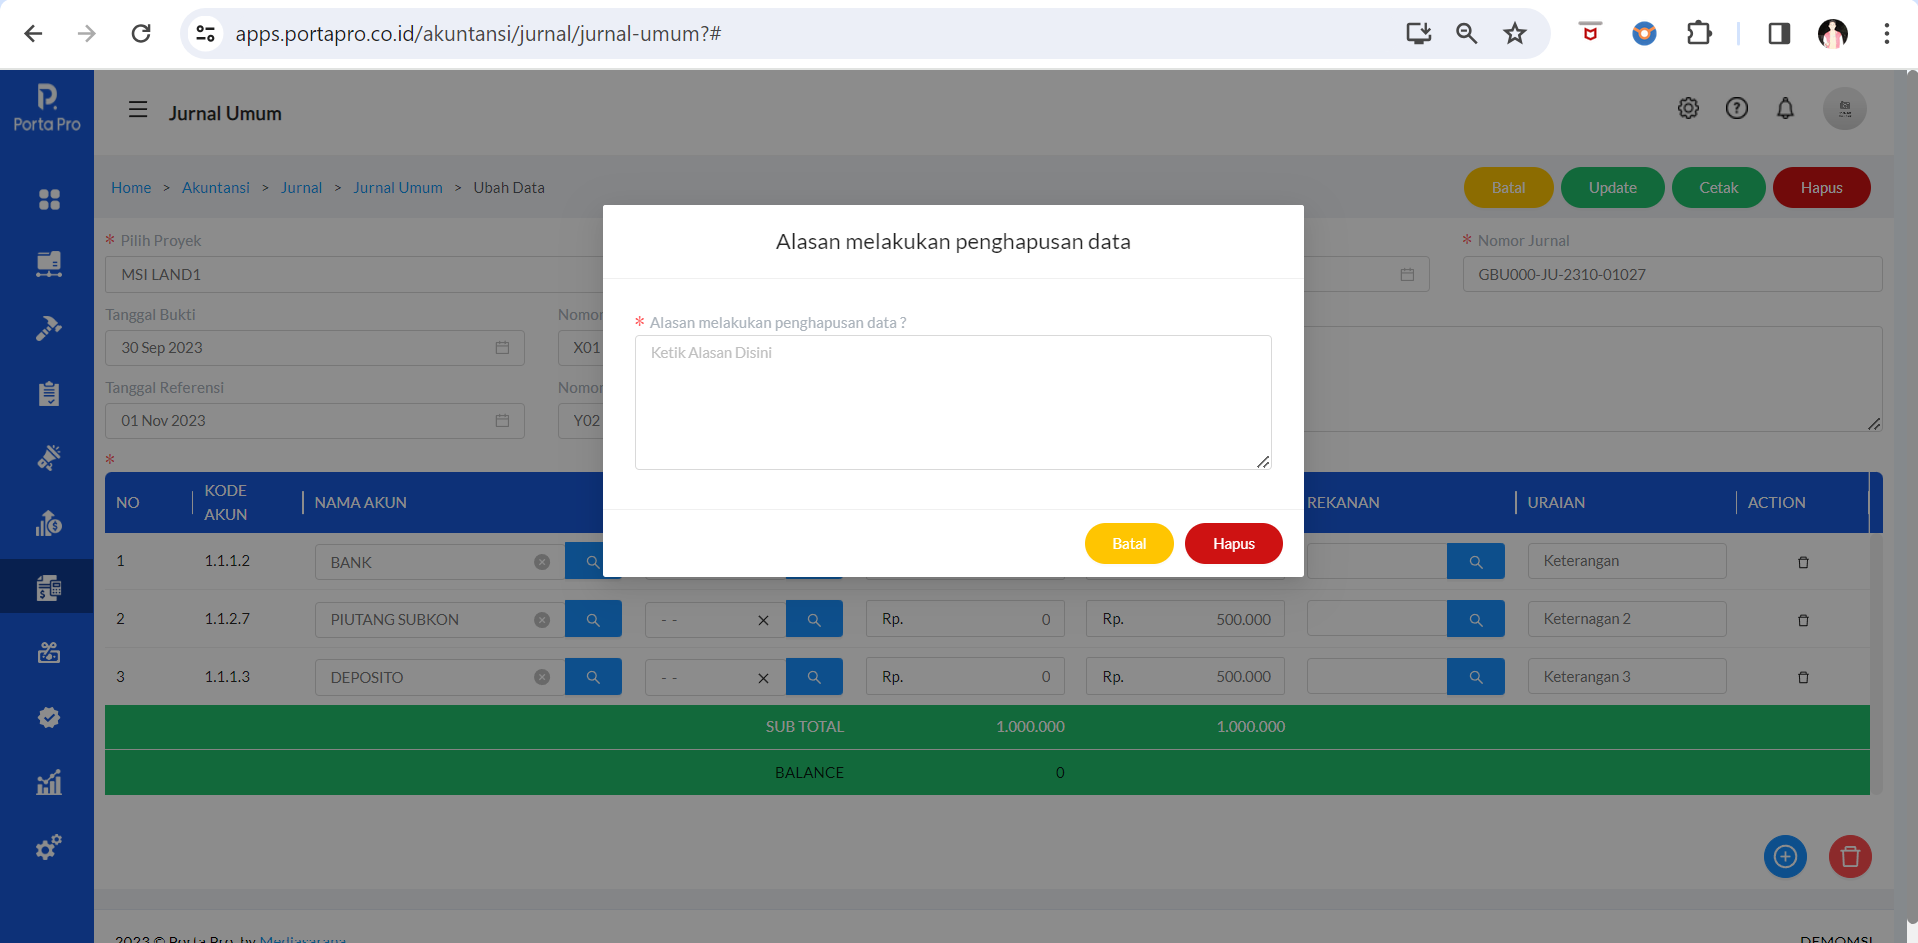 apps.portapro.co.id/akuntansi/jurnal/jurnal-umum?#
Porta Pro
Jurnal Umum
Home > Akuntansi > Jurnal > Jurnal Umum > Ubah Data
Batal
Update
Cetak
Hapus
* Pilih Proyek
MSI LAND1
* Nomor Jurnal
GBU000-JU-2310-01027
Tanggal Bukti
30 Sep 2023
Nomor
X01
Tanggal Referensi
01 Nov 2023
Nomor
Y02
*
Alasan melakukan penghapusan data
* Alasan melakukan penghapusan data ?
Ketik Alasan Disini
Batal
Hapus
NO
KODE AKUN
NAMA AKUN
REKANAN
URAIAN
ACTION
1 1.1.1.2 BANK Keterangan
2 1.1.2.7 PIUTANG SUBKON - - Rp. 0 Rp. 500.000 Keternagan 2
3 1.1.1.3 DEPOSITO - - Rp. 0 Rp. 500.000 Keterangan 3
SUB TOTAL 1.000.000 1.000.000
BALANCE 0
2023 © Porta Pro. by Mediasarana
DEMOMSI